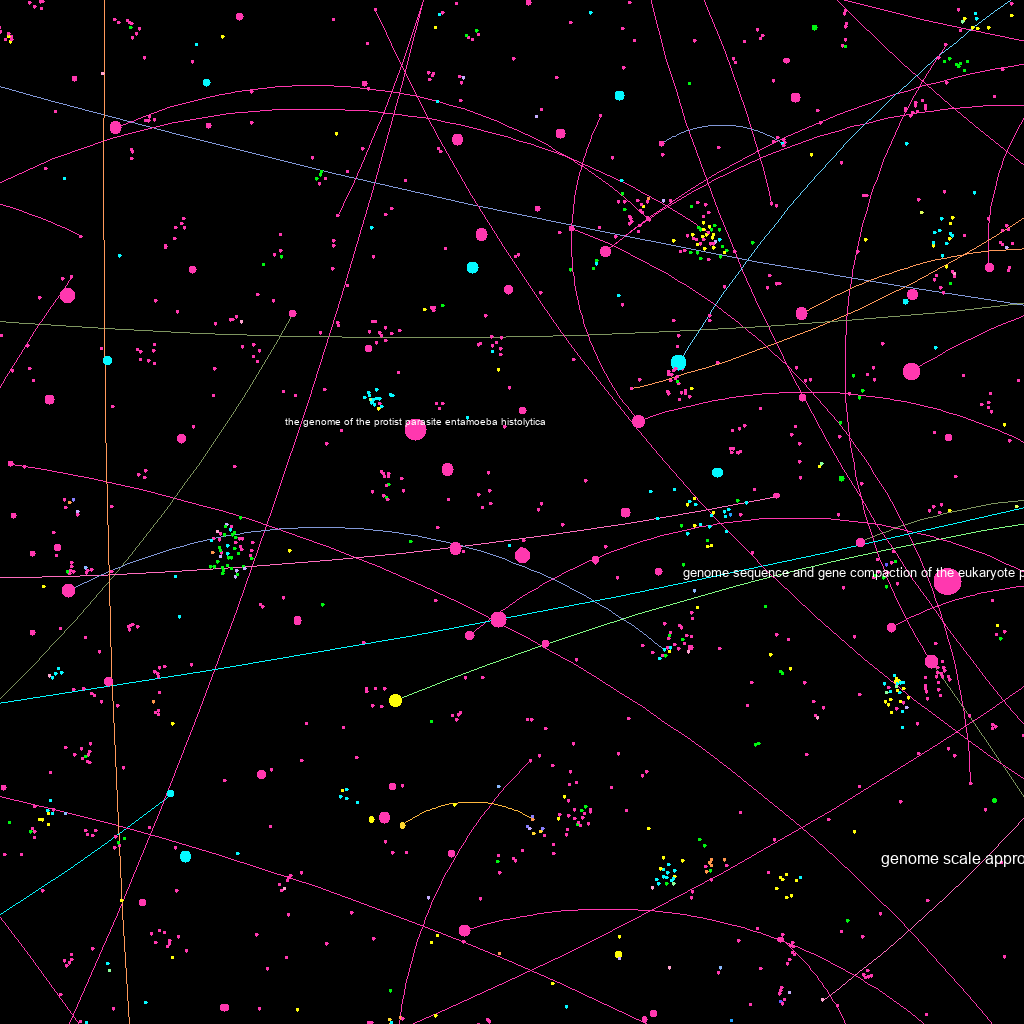 the genome of the protist parasite entamoeba histolytica
genome sequence and gene compaction of the eukaryote p
genome scale appro